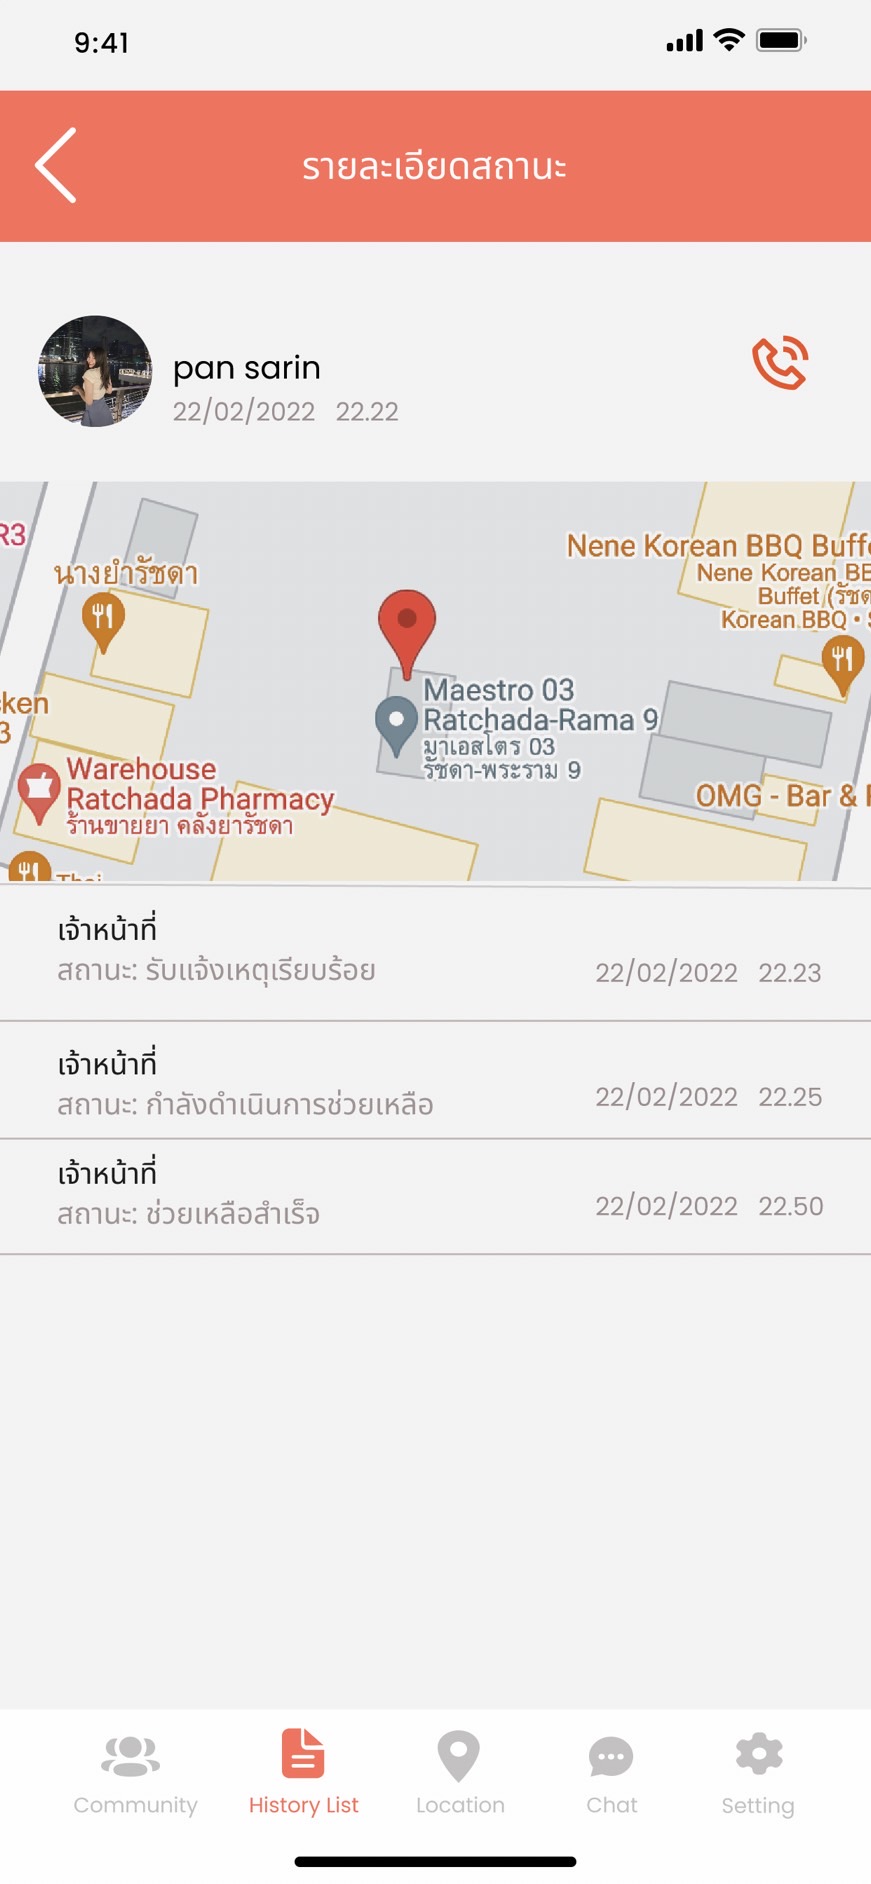 9:41
รายละเอียดสถานะ
pan sarin
22/02/2022 22.22
R3
นางยำรัชดา
Nene Korean BBQ Buffe
Nene Korean BB
Buffet (รัชด
Korean BBQ •
Maestro 03
Ratchada-Rama 9
มาเอสโตร 03
รัชดา-พระราม 9
ken
3
Warehouse
Ratchada Pharmacy
ร้านขายยา คลังยารัชดา
OMG - Bar &
Thai
เจ้าหน้าที่
สถานะ: รับแจ้งเหตุเรียบร้อย 22/02/2022 22.23
เจ้าหน้าที่
สถานะ: กำลังดำเนินการช่วยเหลือ 22/02/2022 22.25
เจ้าหน้าที่
สถานะ: ช่วยเหลือสำเร็จ 22/02/2022 22.50
Community History List Location Chat Setting